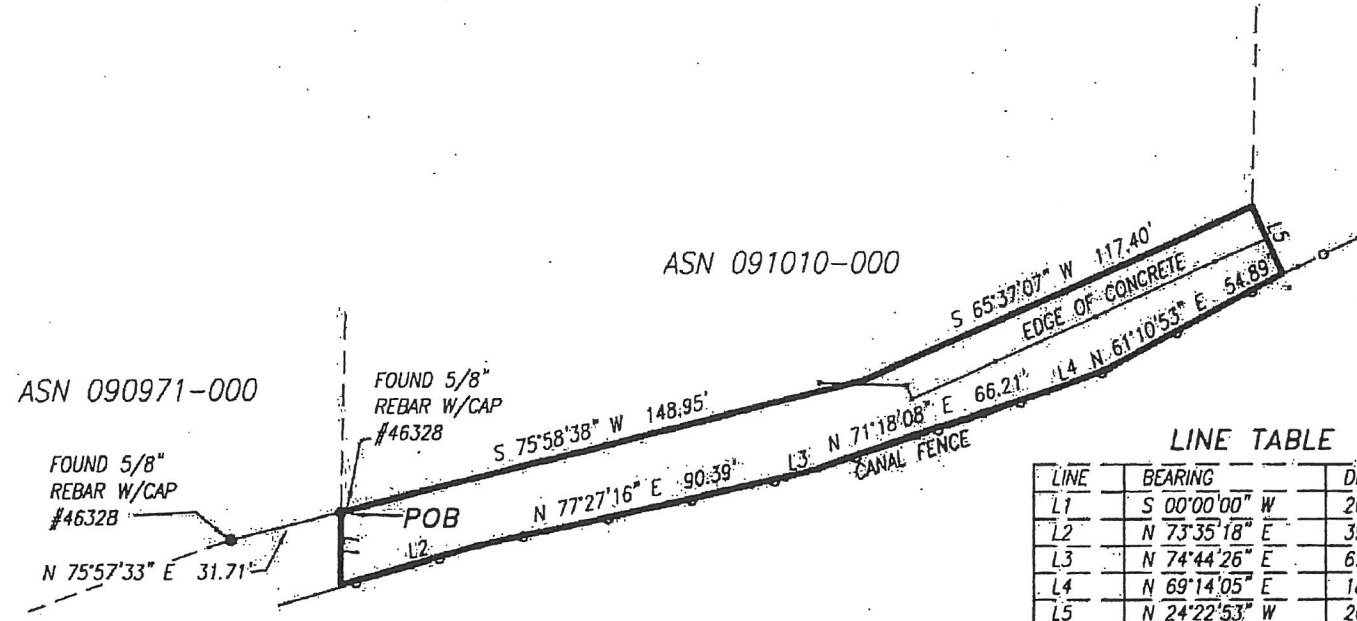 ASN 091010-000
S 65°37'07" W 117.40'
EDGE OF CONCRETE
L5
N 61°10'53" E 54.89'
L4
N 71°18'08" E 66.21'
CANAL FENCE
L3
ASN 090971-000
FOUND 5/8"
REBAR W/CAP
#46328
FOUND 5/8"
REBAR W/CAP
#46328
S 75°58'38" W 148.95'
POB
N 77°27'16" E 90.39'
L2
N 75°57'33" E 31.71'
LINE TABLE
LINE BEARING
L1 S 00°00'00" W
L2 N 73°35'18" E
L3 N 74°44'26" E
L4 N 69°14'05" E
L5 N 24°22'53" W